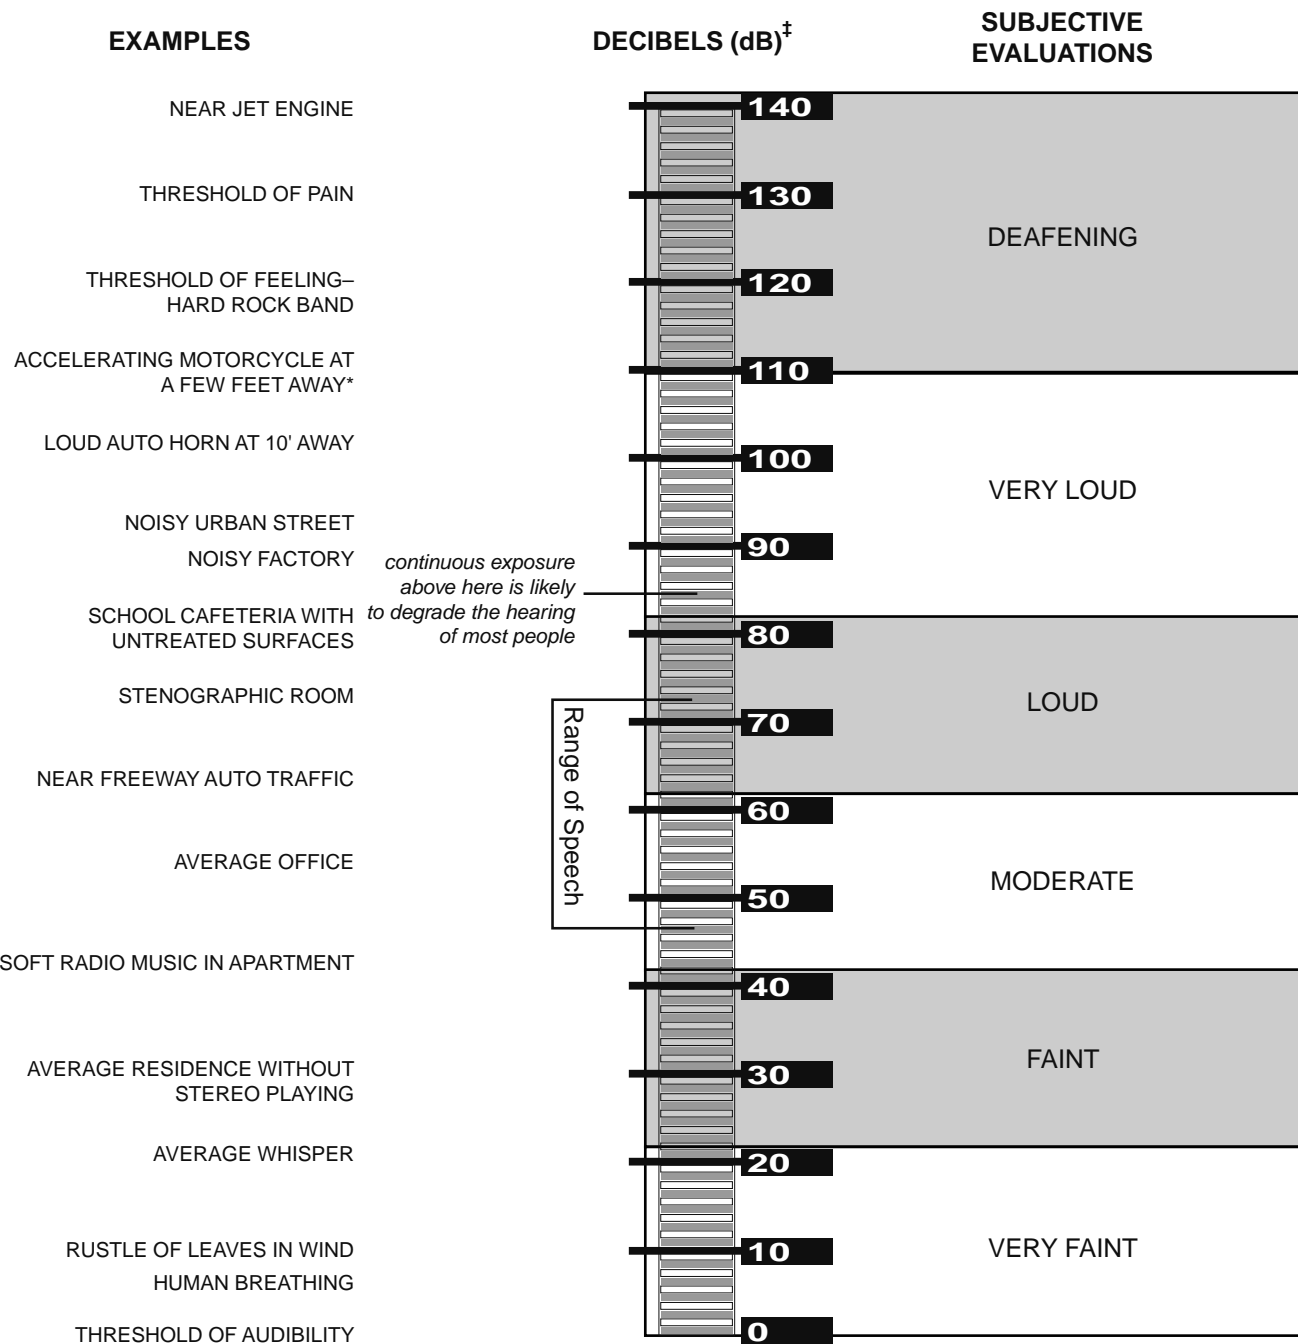 EXAMPLES
DECIBELS (dB)‡
SUBJECTIVE
EVALUATIONS
NEAR JET ENGINE
140
THRESHOLD OF PAIN
130
DEAFENING
THRESHOLD OF FEELING–
HARD ROCK BAND
120
ACCELERATING MOTORCYCLE AT
A FEW FEET AWAY*
110
LOUD AUTO HORN AT 10' AWAY
100
VERY LOUD
NOISY URBAN STREET
90
NOISY FACTORY
continuous exposure
above here is likely
to degrade the hearing
of most people
SCHOOL CAFETERIA WITH
UNTREATED SURFACES
80
STENOGRAPHIC ROOM
LOUD
70
Range of Speech
NEAR FREEWAY AUTO TRAFFIC
60
AVERAGE OFFICE
MODERATE
50
SOFT RADIO MUSIC IN APARTMENT
40
FAINT
AVERAGE RESIDENCE WITHOUT
STEREO PLAYING
30
AVERAGE WHISPER
20
RUSTLE OF LEAVES IN WIND
10
VERY FAINT
HUMAN BREATHING
THRESHOLD OF AUDIBILITY
0